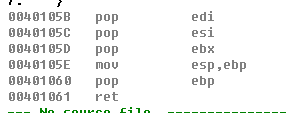 7:    }
0040105B   pop         edi
0040105C   pop         esi
0040105D   pop         ebx
0040105E   mov         esp,ebp
00401060   pop         ebp
00401061   ret
--- No source file  ---------------